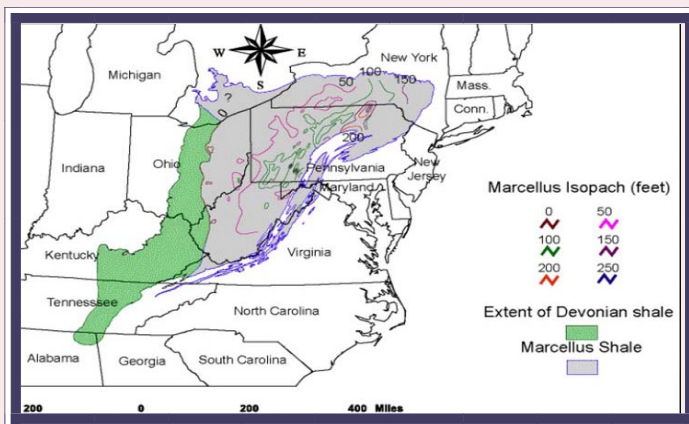 W
E
S
New York
Michigan
50
100
150
Mass.
Conn.
0 ?
Indiana
Ohio
200
Pennsylvania
New
Jersey
Maryland
Kentucky
Virginia
Tennesssee
North Carolina
Alabama
Georgia
South Carolina
Marcellus Isopach (feet)
0
50
100
150
200
250
Extent of Devonian shale
Marcellus Shale
200
0
200
400 Miles